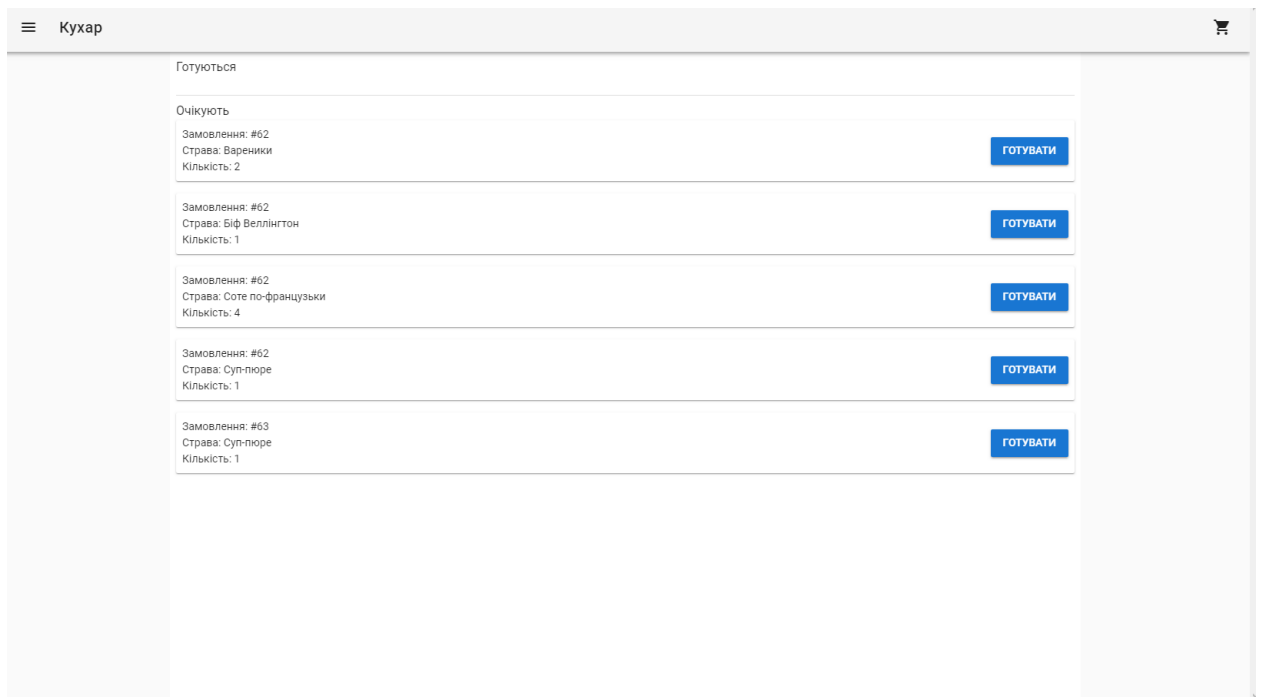 Кухар
Готуються
Очікують
Замовлення: #62
Страва: Вареники
Кількість: 2
ГОТУВАТИ
Замовлення: #62
Страва: Біф Веллінгтон
Кількість: 1
ГОТУВАТИ
Замовлення: #62
Страва: Соте по-французьки
Кількість: 4
ГОТУВАТИ
Замовлення: #62
Страва: Суп-пюре
Кількість: 1
ГОТУВАТИ
Замовлення: #63
Страва: Суп-пюре
Кількість: 1
ГОТУВАТИ